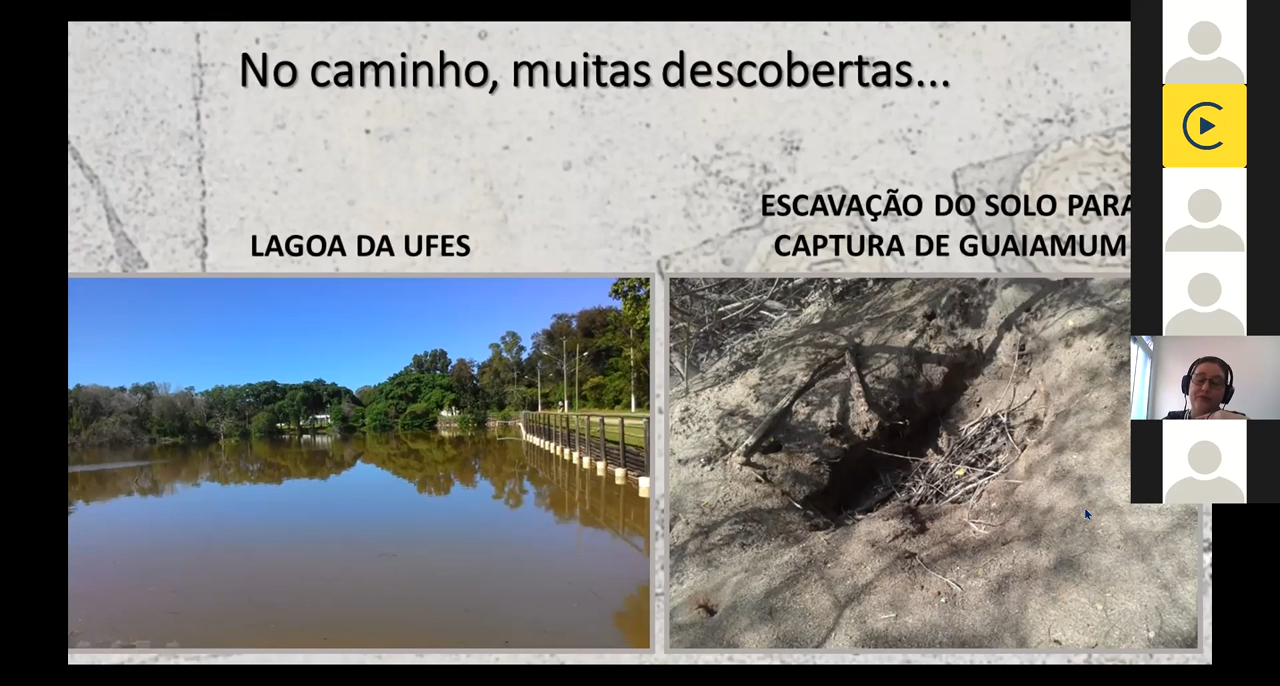 No caminho, muitas descobertas...
LAGOA DA UFES
ESCAVAÇÃO DO SOLO PARA
CAPTURA DE GUAIAMUM